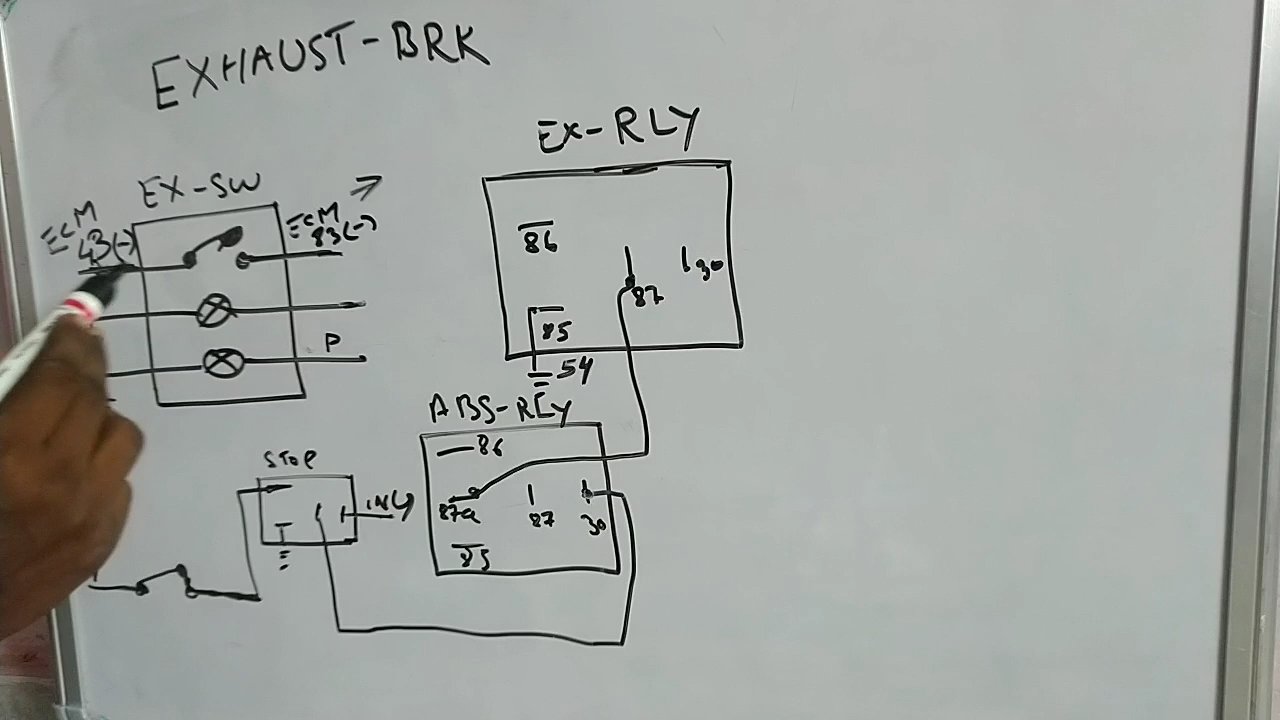 EXHAUST-BRK
EX-RLY
EX-SW
ECM
43(-)
ECM
83(-)
86
87
30
85
54
P
ABS-RLY
86
87a
87
30
85
STOP